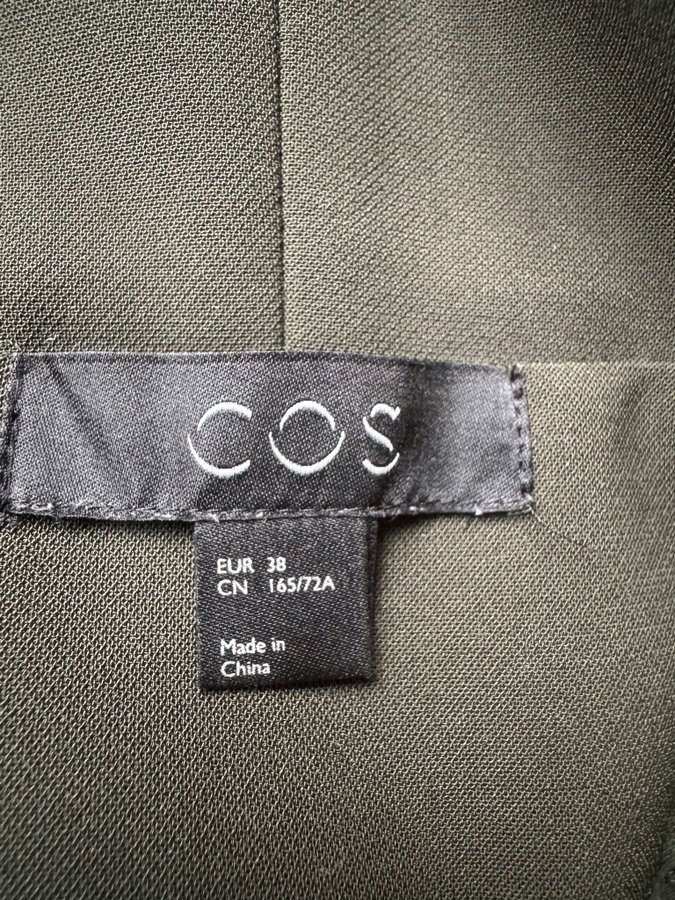 COS
EUR 38
CN 165/72A
Made in
China